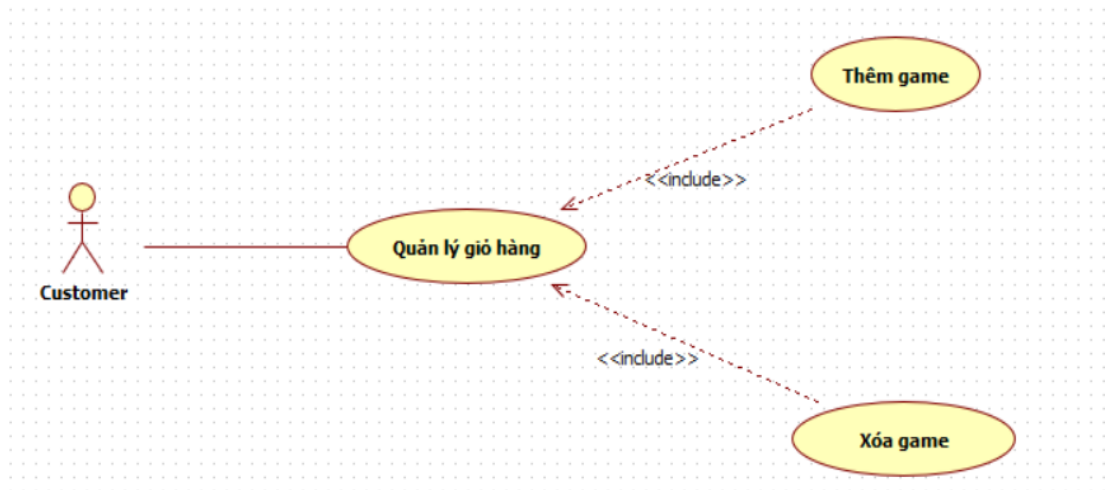 Thêm game
<<include>>
Quản lý giỏ hàng
Customer
<<include>>
Xóa game